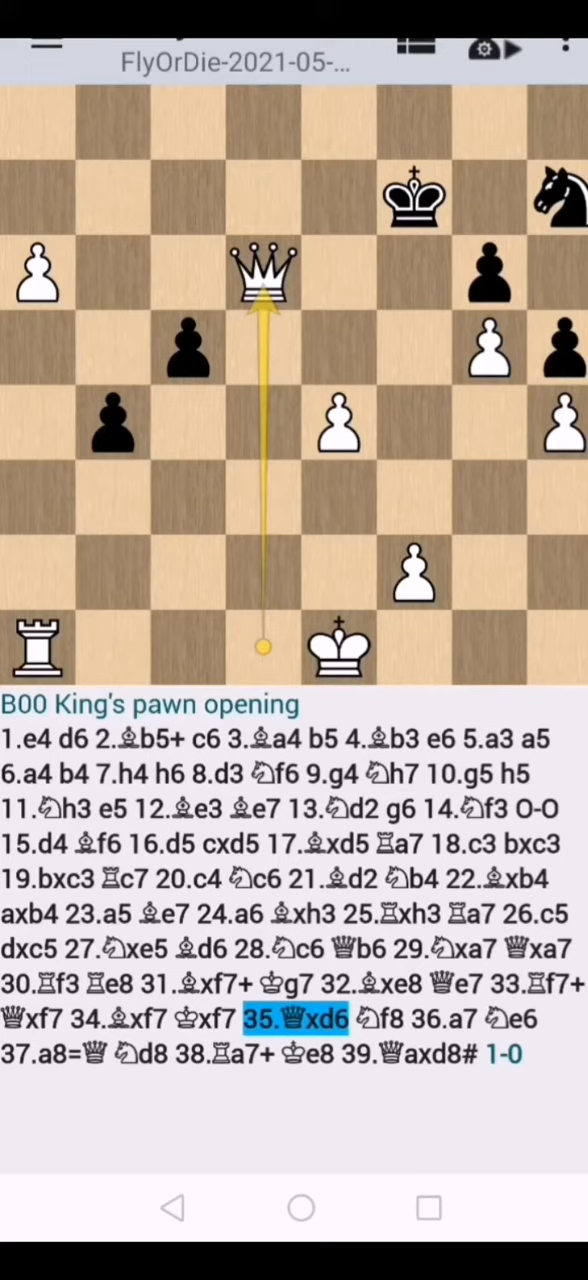 FlyOrDie-2021-05-...
B00 King's pawn opening
1.e4 d6 2.♗b5+ c6 3.♗a4 b5 4.♗b3 e6 5.a3 a5
6.a4 b4 7.h4 h6 8.d3 ♘f6 9.g4 ♘h7 10.g5 h5
11.♘h3 e5 12.♗e3 ♗e7 13.♘d2 g6 14.♘f3 O-O
15.d4 ♗f6 16.d5 cxd5 17.♗xd5 ♖a7 18.c3 bxc3
19.bxc3 ♖c7 20.c4 ♘c6 21.♗d2 ♘b4 22.♗xb4
axb4 23.a5 ♗e7 24.a6 ♗xh3 25.♖xh3 ♖a7 26.c5
dxc5 27.♘xe5 ♗d6 28.♘c6 ♕b6 29.♘xa7 ♕xa7
30.♖f3 ♖e8 31.♗xf7+ ♔g7 32.♗xe8 ♕e7 33.♖f7+
♕xf7 34.♗xf7 ♔xf7 35.♕xd6 ♘f8 36.a7 ♘e6
37.a8=♕ ♘d8 38.♖a7+ ♔e8 39.♕axd8# 1-0